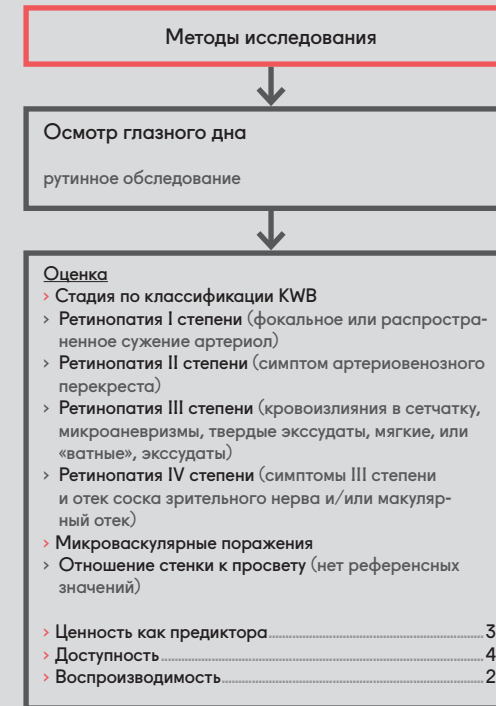 Методы исследования
Осмотр глазного дна
рутинное обследование
Оценка
› Стадия по классификации KWB
› Ретинопатия I степени (фокальное или распростра-
ненное сужение артериол)
› Ретинопатия II степени (симптом артериовенозного
перекреста)
› Ретинопатия III степени (кровоизлияния в сетчатку,
микроаневризмы, твердые экссудаты, мягкие, или
«ватные», экссудаты)
› Ретинопатия IV степени (симптомы III степени
и отек соска зрительного нерва и/или макуляр-
ный отек)
› Микроваскулярные поражения
› Отношение стенки к просвету (нет референсных
значений)
› Ценность как предиктора 3
› Доступность 4
› Воспроизводимость 2